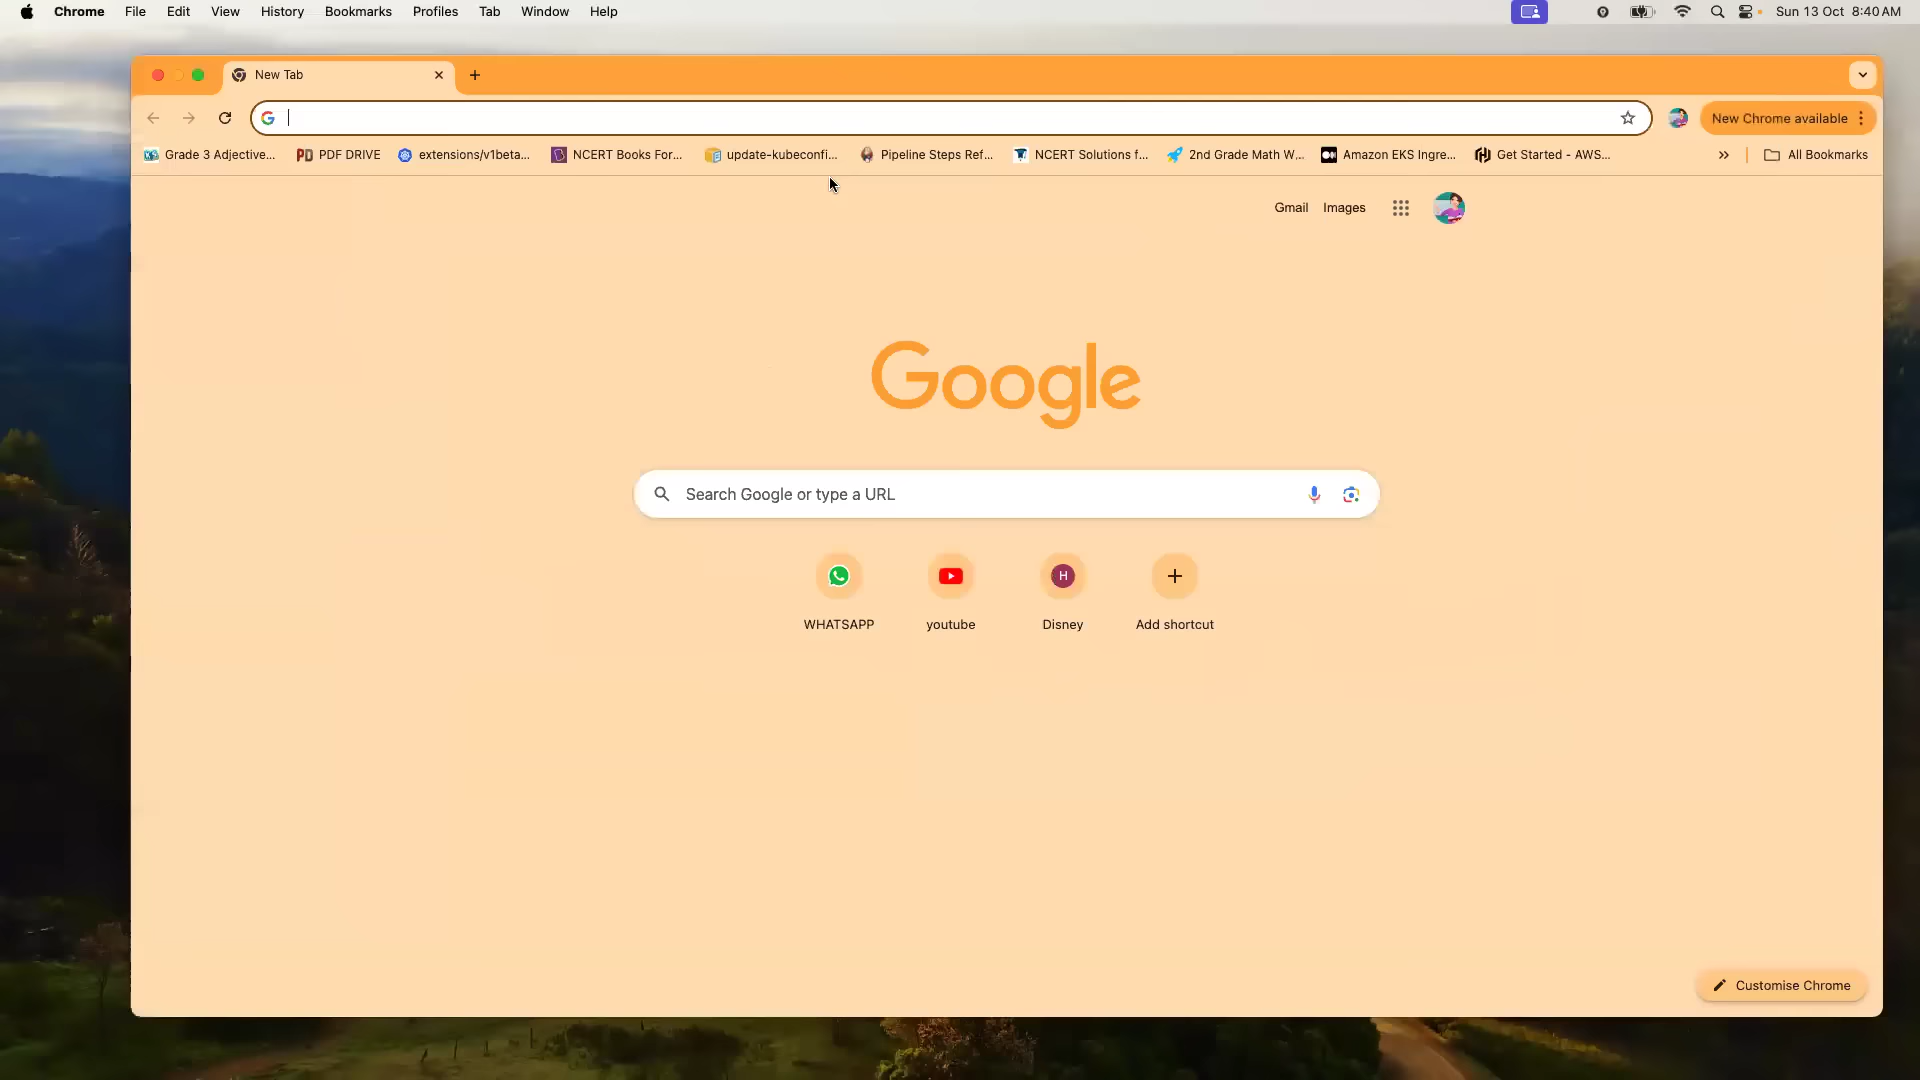 Chrome File Edit View History Bookmarks Profiles Tab Window Help Sun 13 Oct 8:40 AM
New Tab
New Chrome available
Grade 3 Adjective... PDF DRIVE extensions/v1beta... NCERT Books For... update-kubeconfi... Pipeline Steps Ref... NCERT Solutions f... 2nd Grade Math W... Amazon EKS Ingre... Get Started - AWS... » All Bookmarks
Gmail Images
Google
Search Google or type a URL
H
WHATSAPP youtube Disney Add shortcut
Customise Chrome